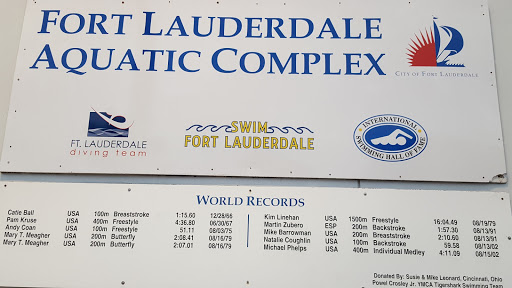 FORT LAUDERDALE
AQUATIC COMPLEX
CITY OF FORT LAUDERDALE
FT. LAUDERDALE
diving team
SWIM
FORT LAUDERDALE
INTERNATIONAL
SWIMMING HALL OF FAME
WORLD RECORDS
Catie Ball USA 100m Breaststroke 1:15.60 12/28/66
Pam Kruse USA 400m Freestyle 4:36.80 06/30/67
Andy Coan USA 100m Freestyle 51.11 08/03/75
Mary T. Meagher USA 200m Butterfly 2:08.41 08/16/79
Mary T. Meagher USA 200m Butterfly 2:07.01 08/16/79
Kim Linehan USA 1500m Freestyle 16:04.49 08/19/79
Martin Zubero ESP 200m Backstroke 1:57.30 08/13/91
Mike Barrowman USA 200m Breaststroke 2:10.60 08/13/91
Natalie Coughlin USA 100m Backstroke 59.58 08/13/02
Michael Phelps USA 400m Individual Medley 4:11.09 08/15/02
Donated By: Susie & Mike Leonard, Cincinnati, Ohio
Powel Crosley Jr. YMCA Tigershark Swimming Team